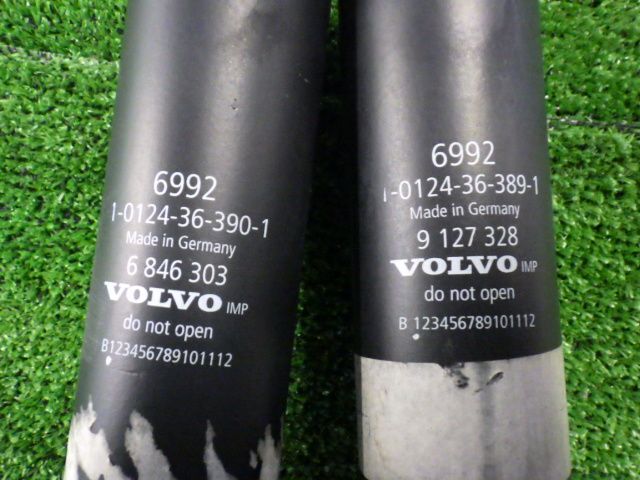 6992
1-0124-36-390-1
Made in Germany
6 846 303
VOLVO IMP
do not open
B123456789101112
6992
1-0124-36-389-1
Made in Germany
9 127 328
VOLVO IMP
do not open
B 123456789101112